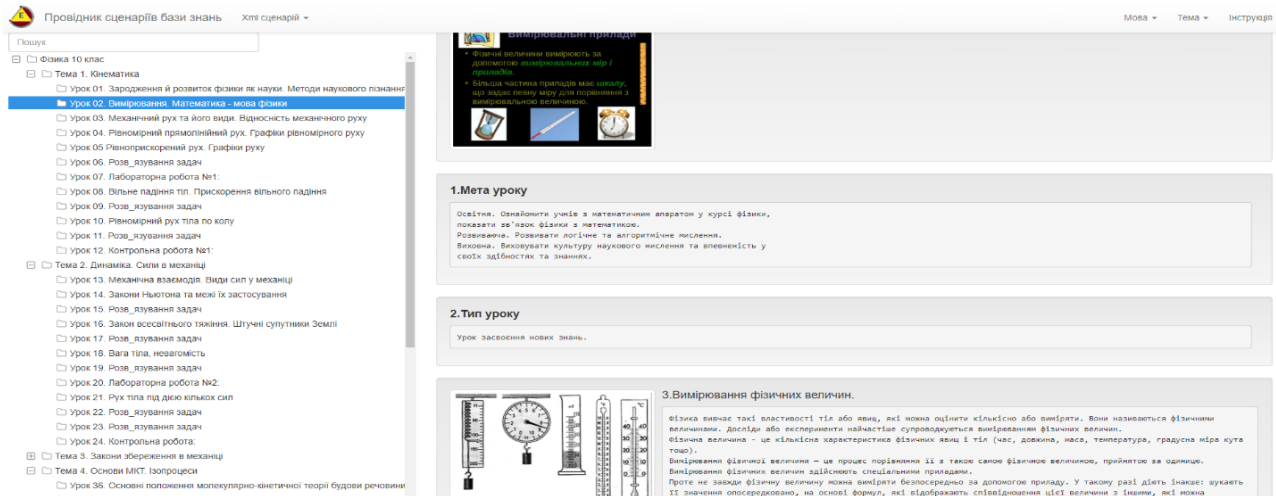 Провідник сценаріїв бази знань
Xml сценарій
Мова
Тема
Інструкція
Пошук
Фізика 10 клас
Тема 1. Кінематика
Урок 01. Зародження й розвиток фізики як науки. Методи наукового пізнання
Урок 02. Вимірювання. Математика - мова фізики
Урок 03. Механічний рух та його види. Відносність механічного руху
Урок 04. Рівномірний прямолінійний рух. Графіки рівномірного руху
Урок 05 Рівноприскорений рух. Графіки руху
Урок 06. Розв_язування задач
Урок 07. Лабораторна робота №1:
Урок 08. Вільне падіння тіл. Прискорення вільного падіння
Урок 09. Розв_язування задач
Урок 10. Рівномірний рух тіла по колу
Урок 11. Розв_язування задач
Урок 12. Контрольна робота №1:
Тема 2. Динаміка. Сили в механіці
Урок 13. Механічна взаємодія. Види сил у механіці
Урок 14. Закони Ньютона та межі їх застосування
Урок 15. Розв_язування задач
Урок 16. Закон всесвітнього тяжіння. Штучні супутники Землі
Урок 17. Розв_язування задач
Урок 18. Вага тіла, невагомість
Урок 19. Розв_язування задач
Урок 20. Лабораторна робота №2:
Урок 21. Рух тіла під дією кількох сил
Урок 22. Розв_язування задач
Урок 23. Розв_язування задач
Урок 24. Контрольна робота:
Тема 3. Закони збереження в механіці
Тема 4. Основи МКТ. Ізопроцеси
Урок 36. Основні положення молекулярно-кінетичної теорії будови речовини
Вимірювальні прилади
• Фізичні величини вимірюють за
допомогою вимірювальних мір і
приладів.
• Більша частина приладів має шкалу,
що задає певну міру для порівняння з
вимірювальною величиною.
1.Мета уроку
Освітня. Ознайомити учнів з математичним апаратом у курсі фізики,
показати зв'язок фізики з математикою.
Розвиваюча. Розвивати логічне та алгоритмічне мислення.
Виховна. Виховувати культуру наукового мислення та впевненість у
своїх здібностях та знаннях.
2.Тип уроку
Урок засвоєння нових знань.
3.Вимірювання фізичних величин.
Фізика вивчає такі властивості тіл або явищ, які можна оцінити кількісно або виміряти. Вони називаються фізичними
величинами. Досліди або експерименти найчастіше супроводжуються вимірюванням фізичних величин.
Фізична величина - це кількісна характеристика фізичних явищ і тіл (час, довжина, маса, температура, градусна міра кута
тощо).
Вимірювання фізичної величини — це процес порівняння її з такою самою фізичною величиною, прийнятою за одиницю.
Вимірювання фізичних величин здійснюють спеціальними приладами.
Проте не завжди фізичну величину можна виміряти безпосередньо за допомогою приладу. У такому разі діють інакше: шукають
її значення опосередковано, на основі формул, які відображають співвідношення цієї величини з іншими, які можна